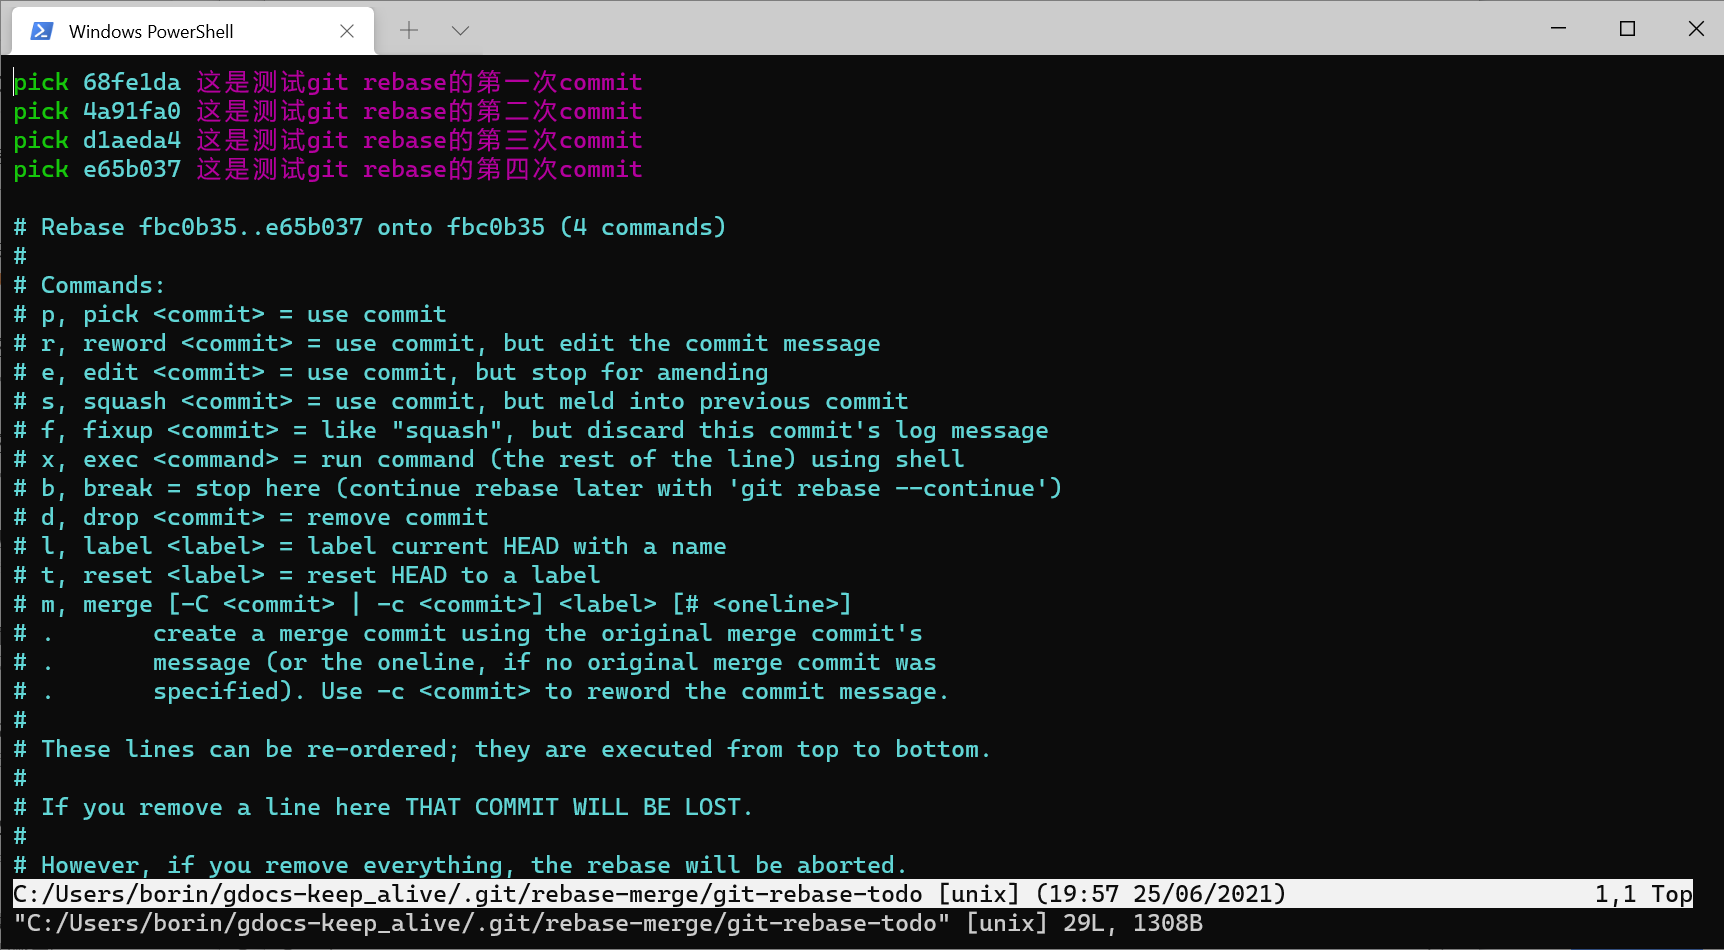 Windows PowerShell
pick 68fe1da 这是测试git rebase的第一次commit
pick 4a91fa0 这是测试git rebase的第二次commit
pick d1aeda4 这是测试git rebase的第三次commit
pick e65b037 这是测试git rebase的第四次commit
# Rebase fbc0b35..e65b037 onto fbc0b35 (4 commands)
#
# Commands:
# p, pick <commit> = use commit
# r, reword <commit> = use commit, but edit the commit message
# e, edit <commit> = use commit, but stop for amending
# s, squash <commit> = use commit, but meld into previous commit
# f, fixup <commit> = like "squash", but discard this commit's log message
# x, exec <command> = run command (the rest of the line) using shell
# b, break = stop here (continue rebase later with 'git rebase --continue')
# d, drop <commit> = remove commit
# l, label <label> = label current HEAD with a name
# t, reset <label> = reset HEAD to a label
# m, merge [-C <commit> | -c <commit>] <label> [# <oneline>]
# .       create a merge commit using the original merge commit's
# .       message (or the oneline, if no original merge commit was
# .       specified). Use -c <commit> to reword the commit message.
#
# These lines can be re-ordered; they are executed from top to bottom.
#
# If you remove a line here THAT COMMIT WILL BE LOST.
#
# However, if you remove everything, the rebase will be aborted.
C:/Users/borin/gdocs-keep_alive/.git/rebase-merge/git-rebase-todo [unix] (19:57 25/06/2021) 1,1 Top
"C:/Users/borin/gdocs-keep_alive/.git/rebase-merge/git-rebase-todo" [unix] 29L, 1308B